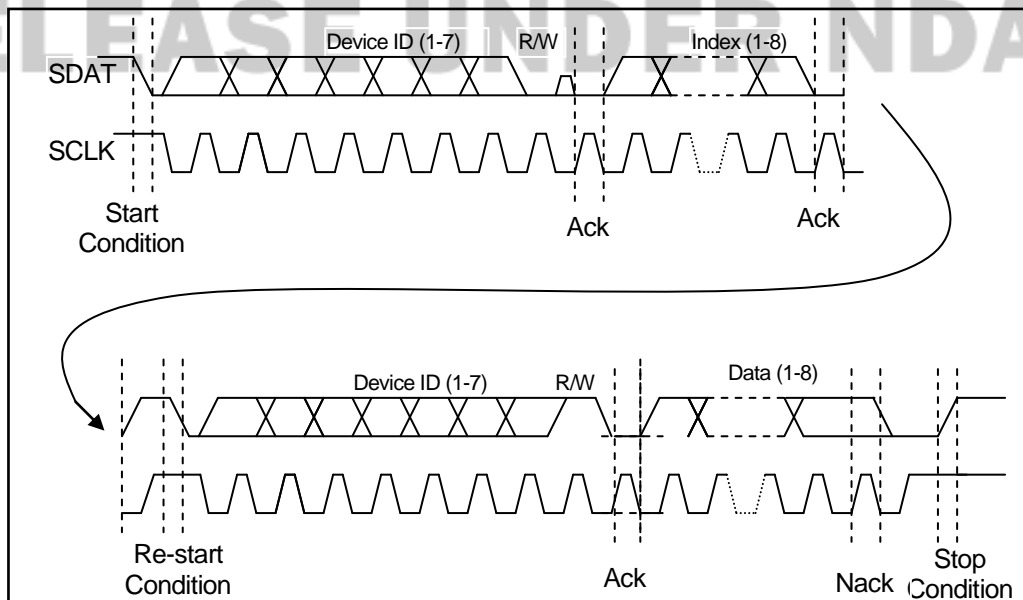 RELEASE UNDER NDA
Device ID (1-7) R/W Index (1-8)
SDAT
SCLK
Start
Condition
Ack
Ack
Device ID (1-7) R/W Data (1-8)
Re-start
Condition
Ack
Nack
Stop
Condition